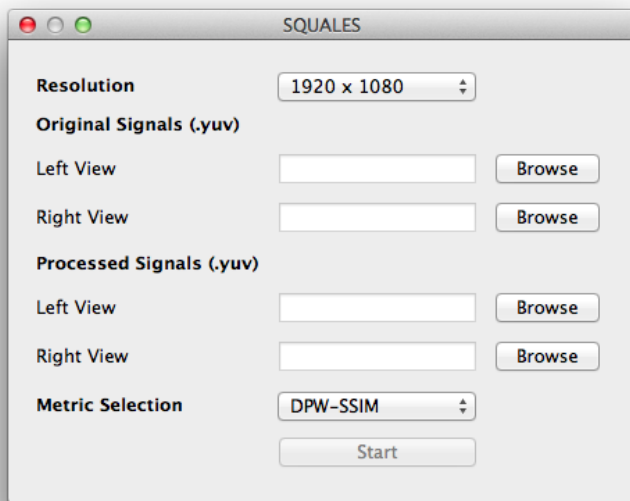 SQUALES
Resolution 1920 x 1080
Original Signals (.yuv)
Left View Browse
Right View Browse
Processed Signals (.yuv)
Left View Browse
Right View Browse
Metric Selection DPW-SSIM
Start